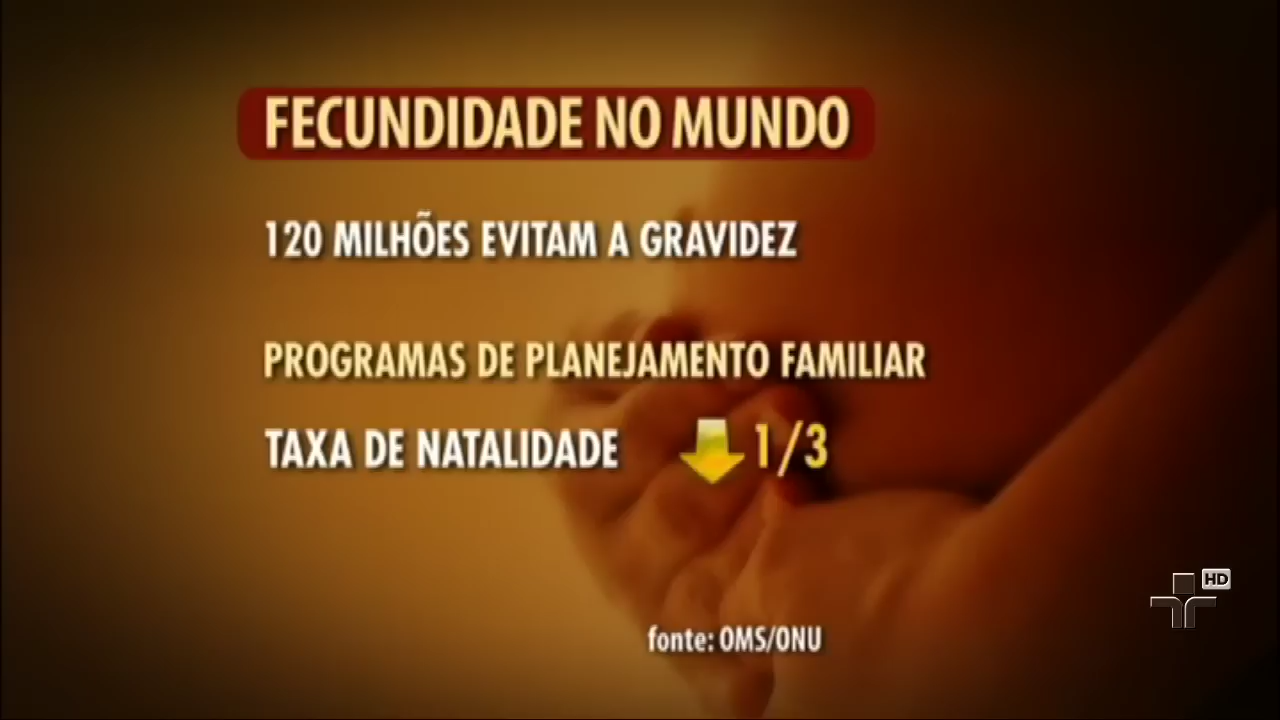 FECUNDIDADE NO MUNDO
120 MILHÕES EVITAM A GRAVIDEZ
PROGRAMAS DE PLANEJAMENTO FAMILIAR
TAXA DE NATALIDADE 1/3
fonte: OMS/ONU
HD